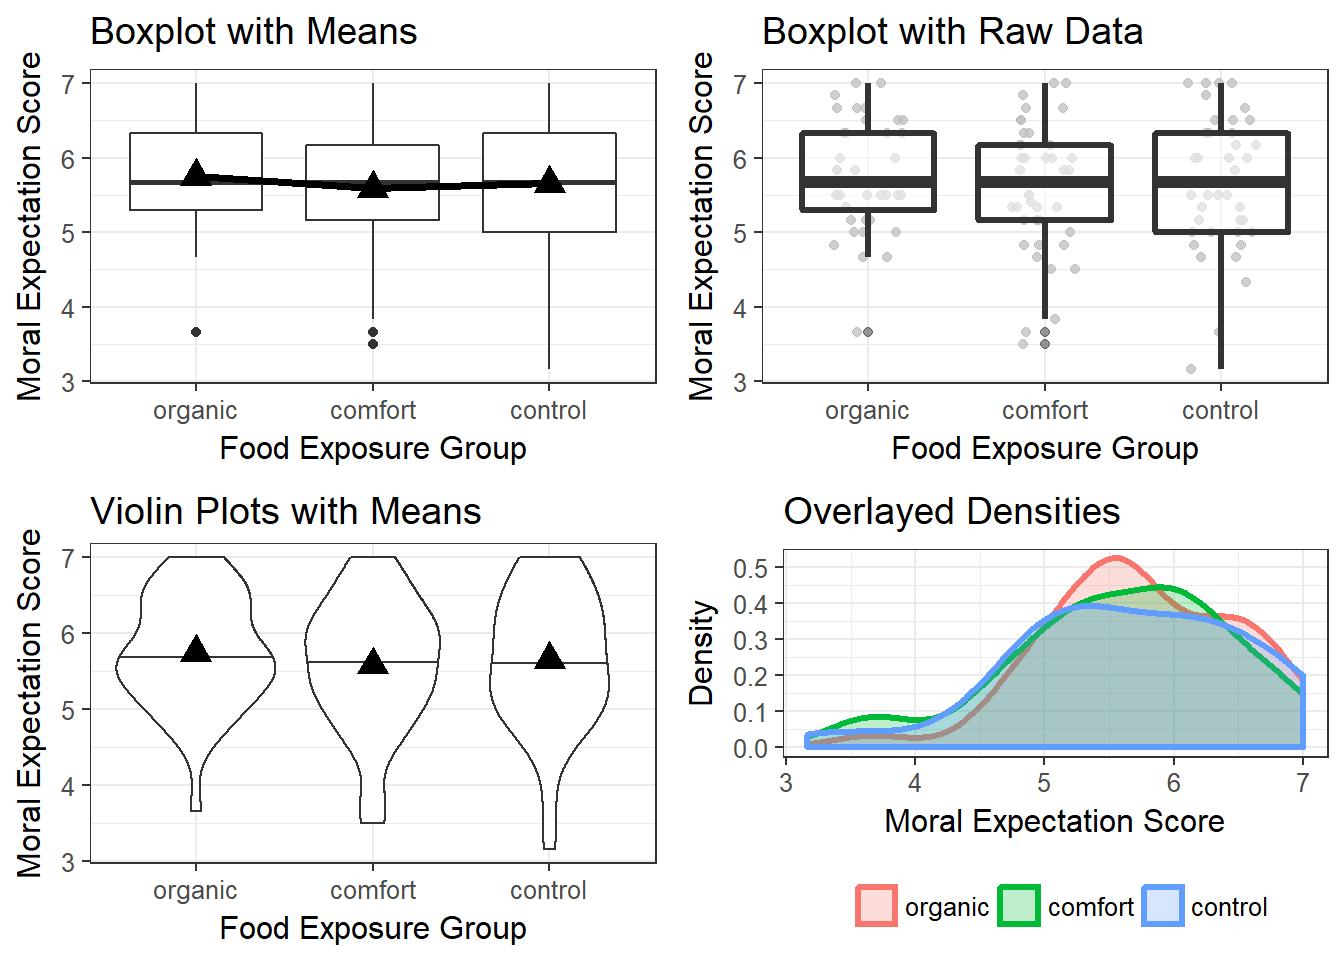 Boxplot with Means
Moral Expectation Score
7
6
5
4
3
organic comfort control
Food Exposure Group
Boxplot with Raw Data
Moral Expectation Score
7
6
5
4
3
organic comfort control
Food Exposure Group
Violin Plots with Means
Moral Expectation Score
7
6
5
4
3
organic comfort control
Food Exposure Group
Overlayed Densities
Density
0.5
0.4
0.3
0.2
0.1
0.0
3 4 5 6 7
Moral Expectation Score
organic comfort control